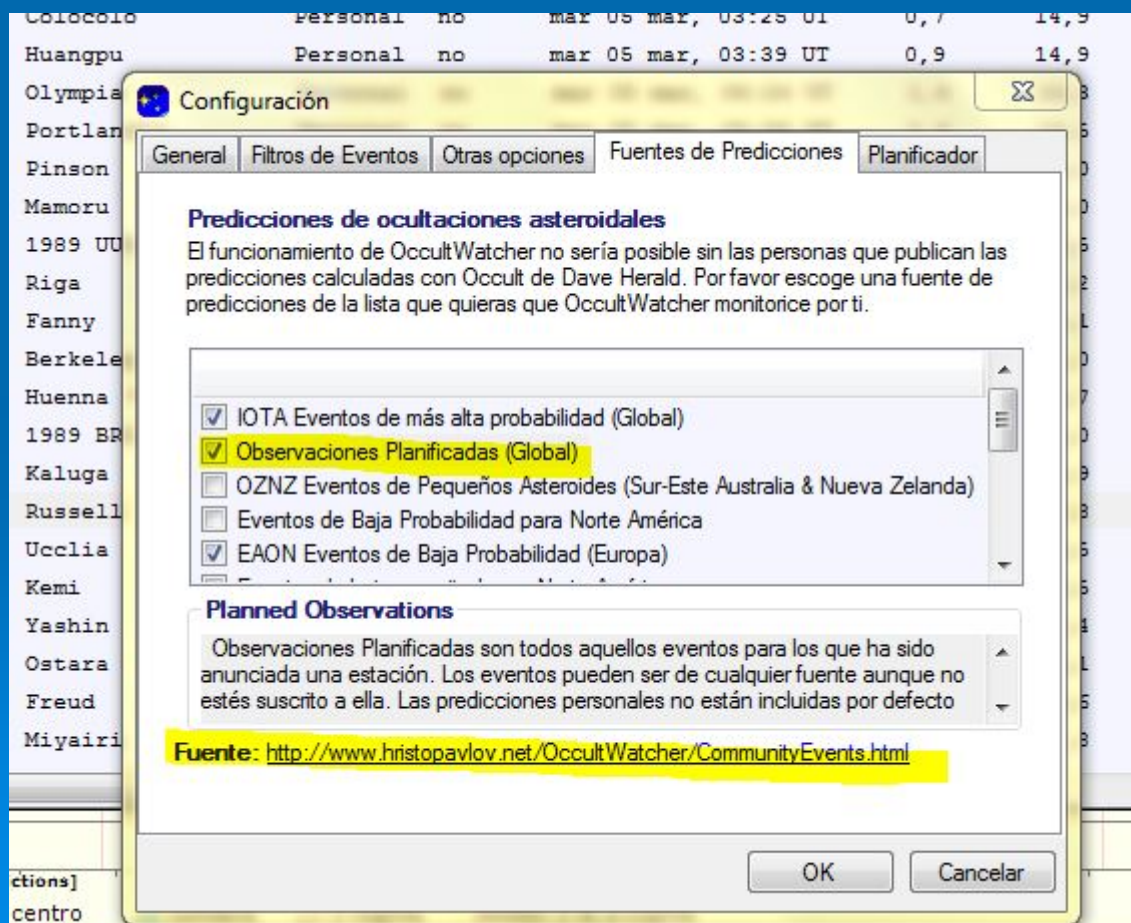 Colocolo Personal no mar 05 mar, 03:25 UT 0,7 14,9
Huangpu Personal no mar 05 mar, 03:39 UT 0,9 14,9
Olympia
Configuración
Portlan
General Filtros de Eventos Otras opciones Fuentes de Predicciones Planificador
Pinson
Mamoru
Predicciones de ocultaciones asteroidales
1989 UU
El funcionamiento de OccultWatcher no sería posible sin las personas que publican las
Riga
predicciones calculadas con Occult de Dave Herald. Por favor escoge una fuente de
predicciones de la lista que quieras que OccultWatcher monitorice por ti.
Fanny
Berkele
Huenna
IOTA Eventos de más alta probabilidad (Global)
1989 BR
Observaciones Planificadas (Global)
Kaluga
OZNZ Eventos de Pequeños Asteroides (Sur-Este Australia & Nueva Zelanda)
Russell
Eventos de Baja Probabilidad para Norte América
Ucclia
EAON Eventos de Baja Probabilidad (Europa)
Kemi
Planned Observations
Yashin
Observaciones Planificadas son todos aquellos eventos para los que ha sido
Ostara
anunciada una estación. Los eventos pueden ser de cualquier fuente aunque no
Freud
estés suscrito a ella. Las predicciones personales no están incluidas por defecto
Miyairi
Fuente: http://www.hristopavlov.net/OccultWatcher/CommunityEvents.html
OK Cancelar
ctions]
centro